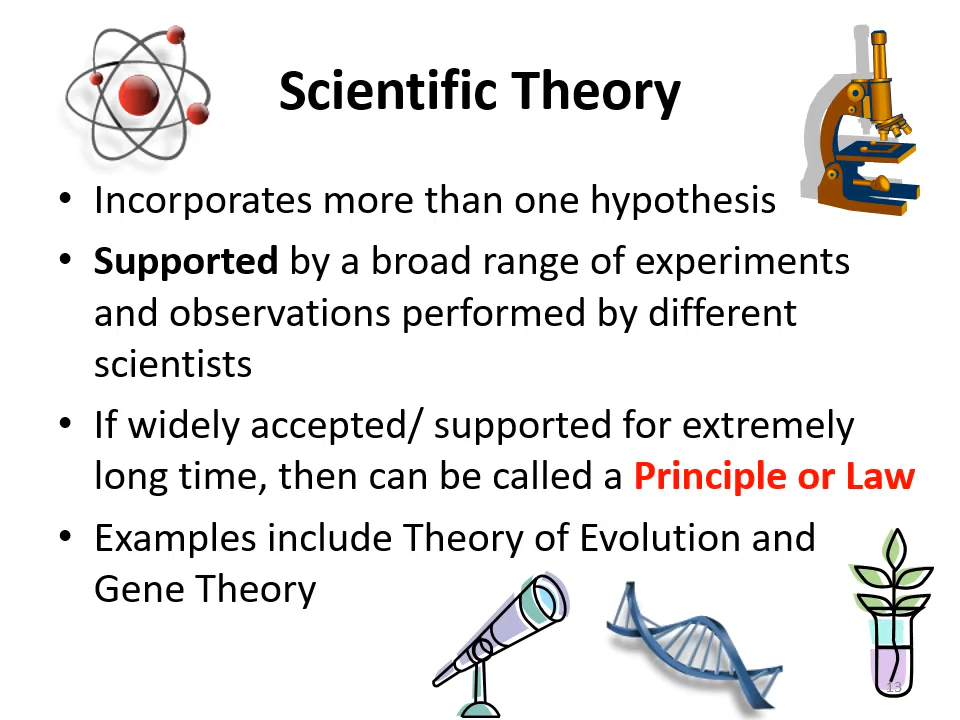 Scientific Theory
• Incorporates more than one hypothesis
• Supported by a broad range of experiments
and observations performed by different
scientists
• If widely accepted/ supported for extremely
long time, then can be called a Principle or Law
• Examples include Theory of Evolution and
Gene Theory
13